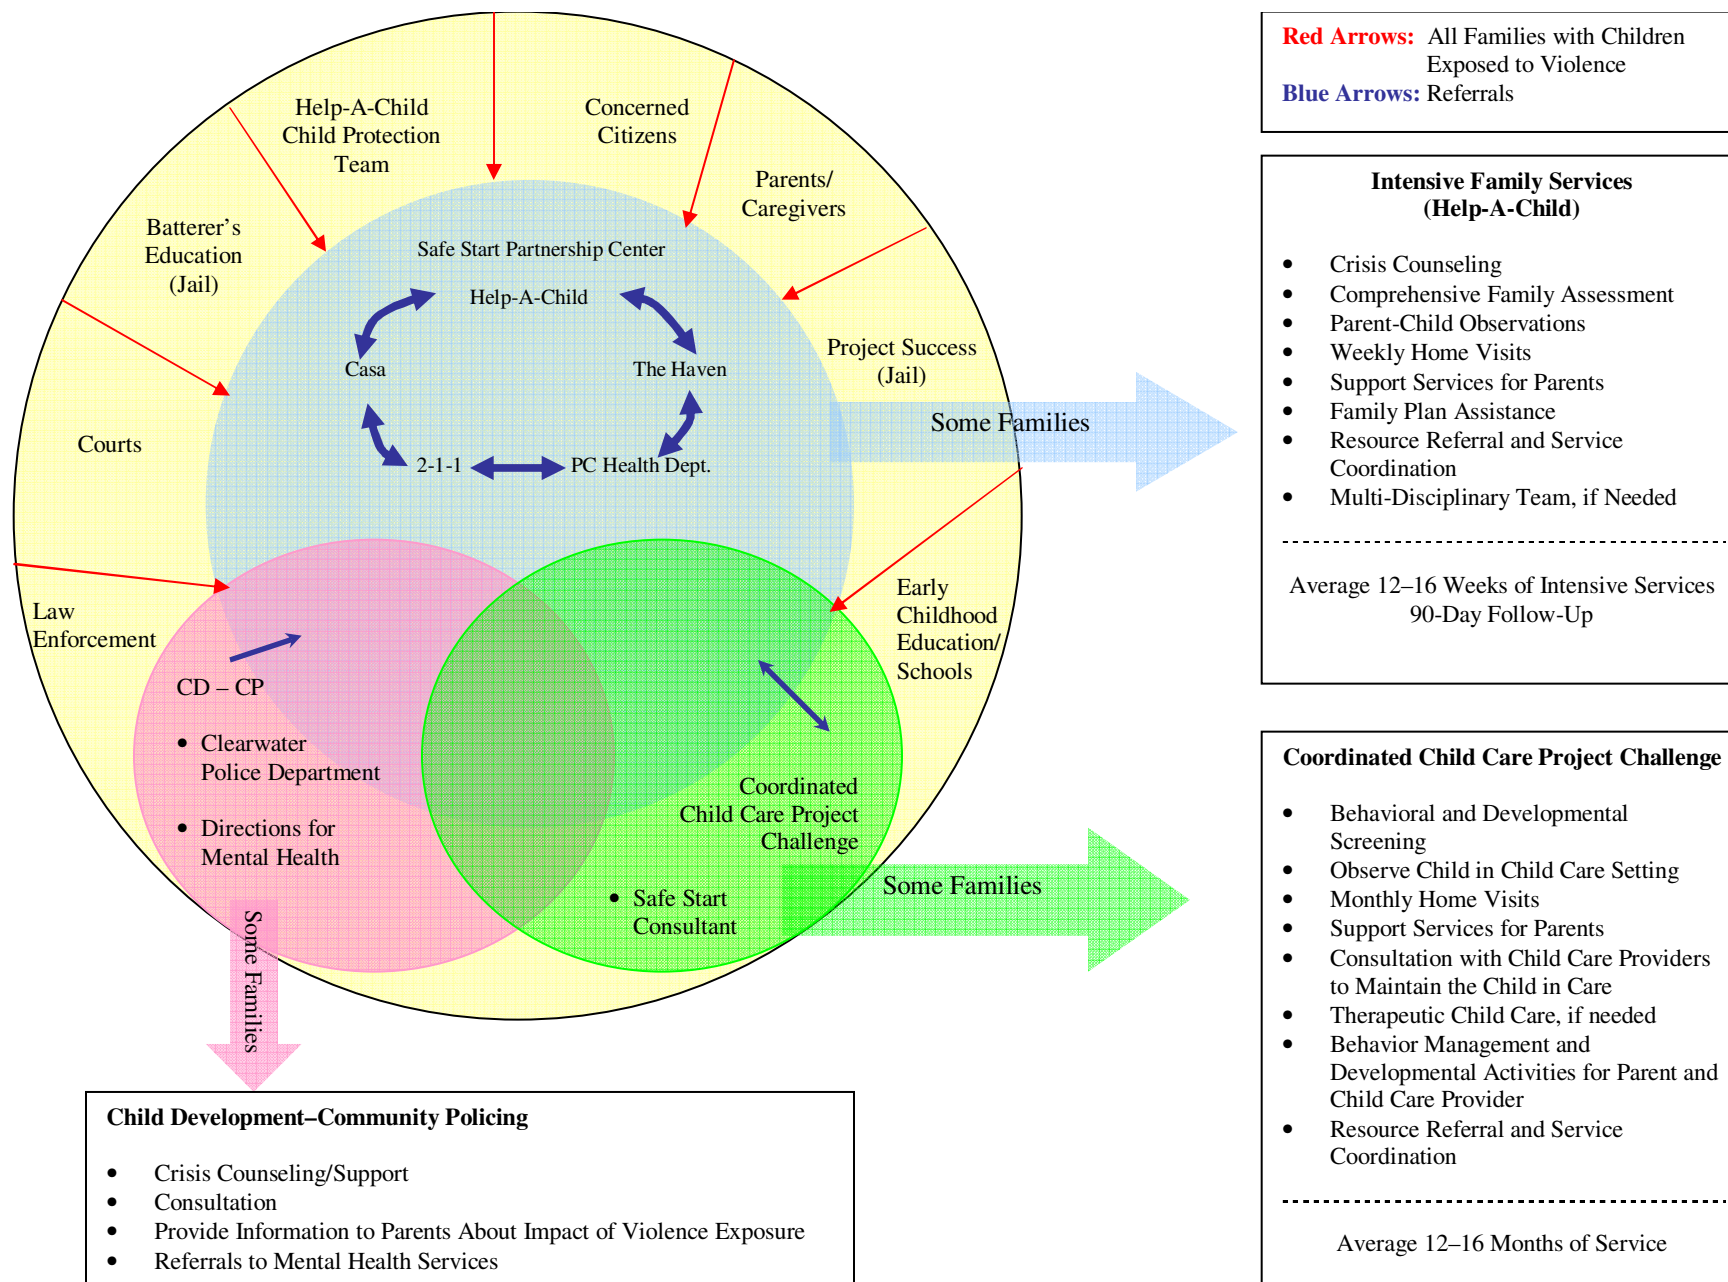 Red Arrows: All Families with Children
Exposed to Violence
Blue Arrows: Referrals
Help-A-Child
Child Protection
Team
Concerned
Citizens
Parents/
Caregivers
Batterer's
Education
(Jail)
Project Success
(Jail)
Courts
Law
Enforcement
Early
Childhood
Education/
Schools
Safe Start Partnership Center
Help-A-Child
Casa
The Haven
2-1-1
PC Health Dept.
CD – CP
• Clearwater
Police Department
• Directions for
Mental Health
Coordinated
Child Care Project
Challenge
• Safe Start
Consultant
Some Families
Some Families
Some Families
Intensive Family Services
(Help-A-Child)
• Crisis Counseling
• Comprehensive Family Assessment
• Parent-Child Observations
• Weekly Home Visits
• Support Services for Parents
• Family Plan Assistance
• Resource Referral and Service
Coordination
• Multi-Disciplinary Team, if Needed
Average 12–16 Weeks of Intensive Services
90-Day Follow-Up
Coordinated Child Care Project Challenge
• Behavioral and Developmental
Screening
• Observe Child in Child Care Setting
• Monthly Home Visits
• Support Services for Parents
• Consultation with Child Care Providers
to Maintain the Child in Care
• Therapeutic Child Care, if needed
• Behavior Management and
Developmental Activities for Parent and
Child Care Provider
• Resource Referral and Service
Coordination
Average 12–16 Months of Service
Child Development–Community Policing
• Crisis Counseling/Support
• Consultation
• Provide Information to Parents About Impact of Violence Exposure
• Referrals to Mental Health Services